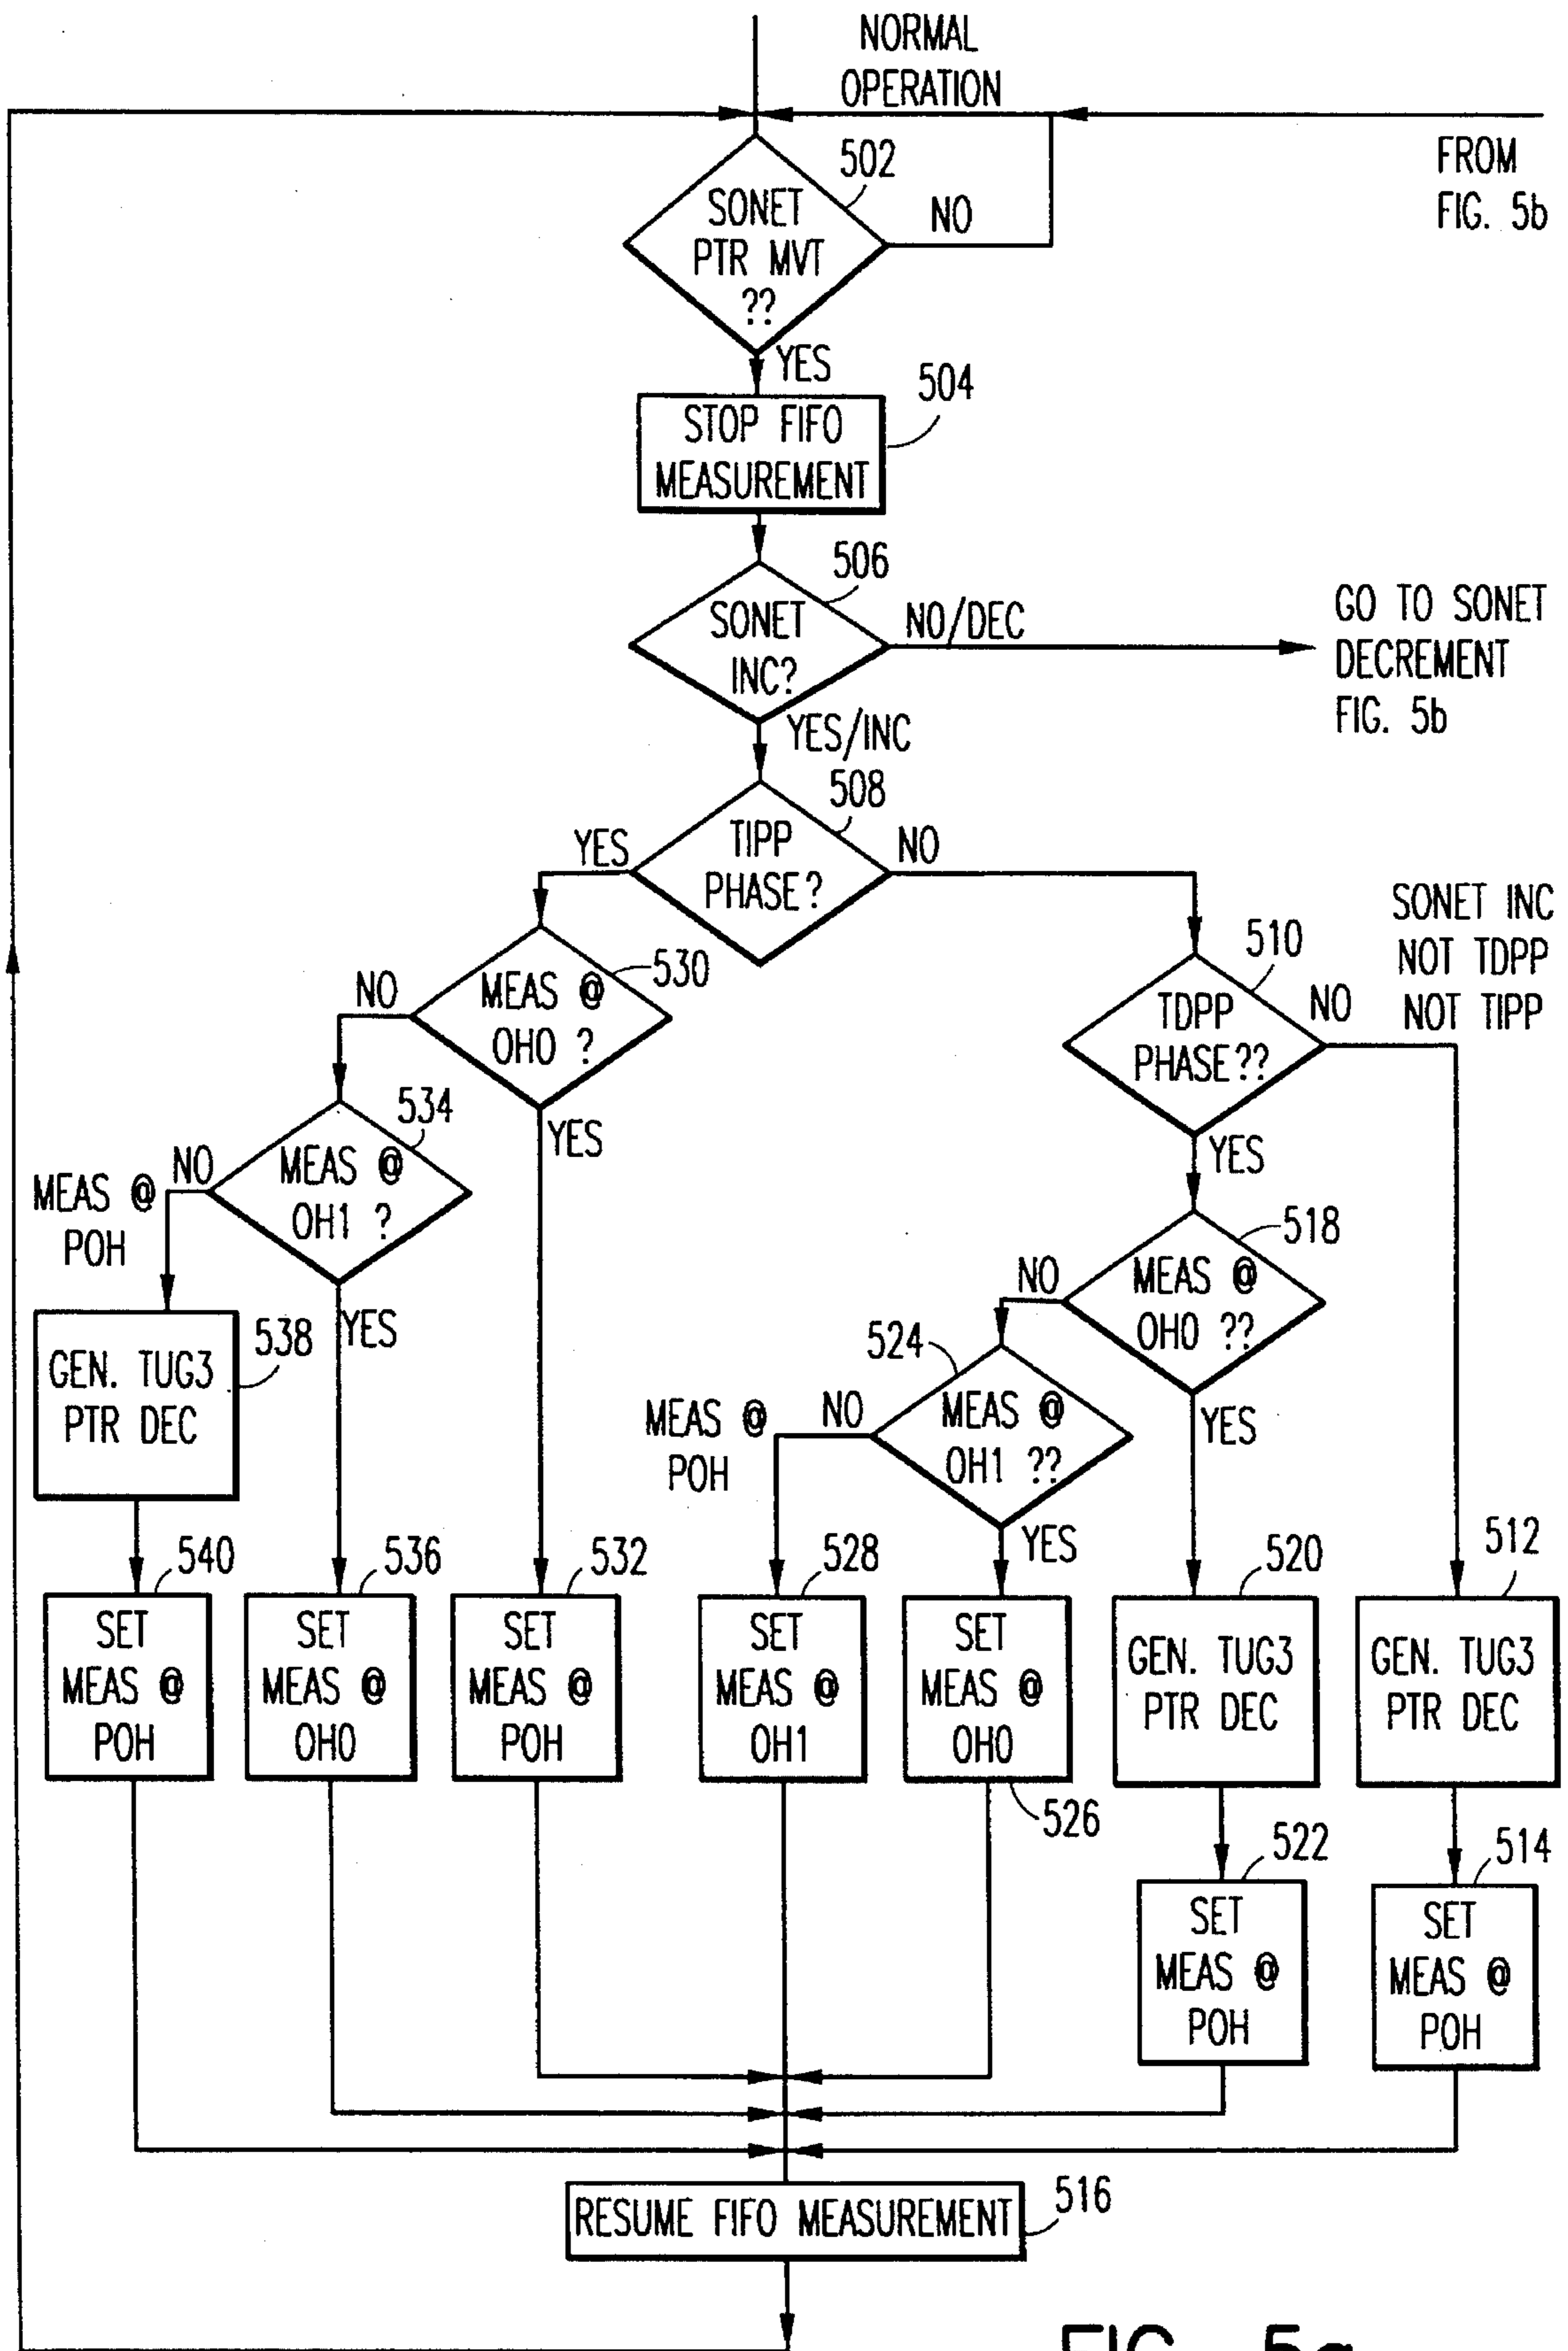 NORMAL
OPERATION
FROM
FIG. 5b
502
SONET
PTR MVT
??
NO
YES
504
STOP FIFO
MEASUREMENT
506
SONET
INC?
NO/DEC
GO TO SONET
DECREMENT
FIG. 5b
YES/INC
508
TIPP
PHASE?
YES
NO
SONET INC
NOT TDPP
NOT TIPP
510
TDPP
PHASE??
NO
YES
530
MEAS @
OH0 ?
NO
YES
534
MEAS @
OH1 ?
NO
MEAS @
POH
YES
518
MEAS @
OH0 ??
NO
YES
524
MEAS @
OH1 ??
NO
MEAS @
POH
YES
538
GEN. TUG3
PTR DEC
540
SET
MEAS @
POH
536
SET
MEAS @
OH0
532
SET
MEAS @
POH
528
SET
MEAS @
OH1
SET
MEAS @
OH0
526
520
GEN. TUG3
PTR DEC
512
GEN. TUG3
PTR DEC
522
SET
MEAS @
POH
514
SET
MEAS @
POH
RESUME FIFO MEASUREMENT
516
FIG. 5a